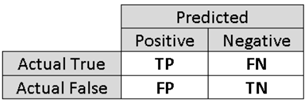 Predicted
Positive Negative
Actual True TP FN
Actual False FP TN